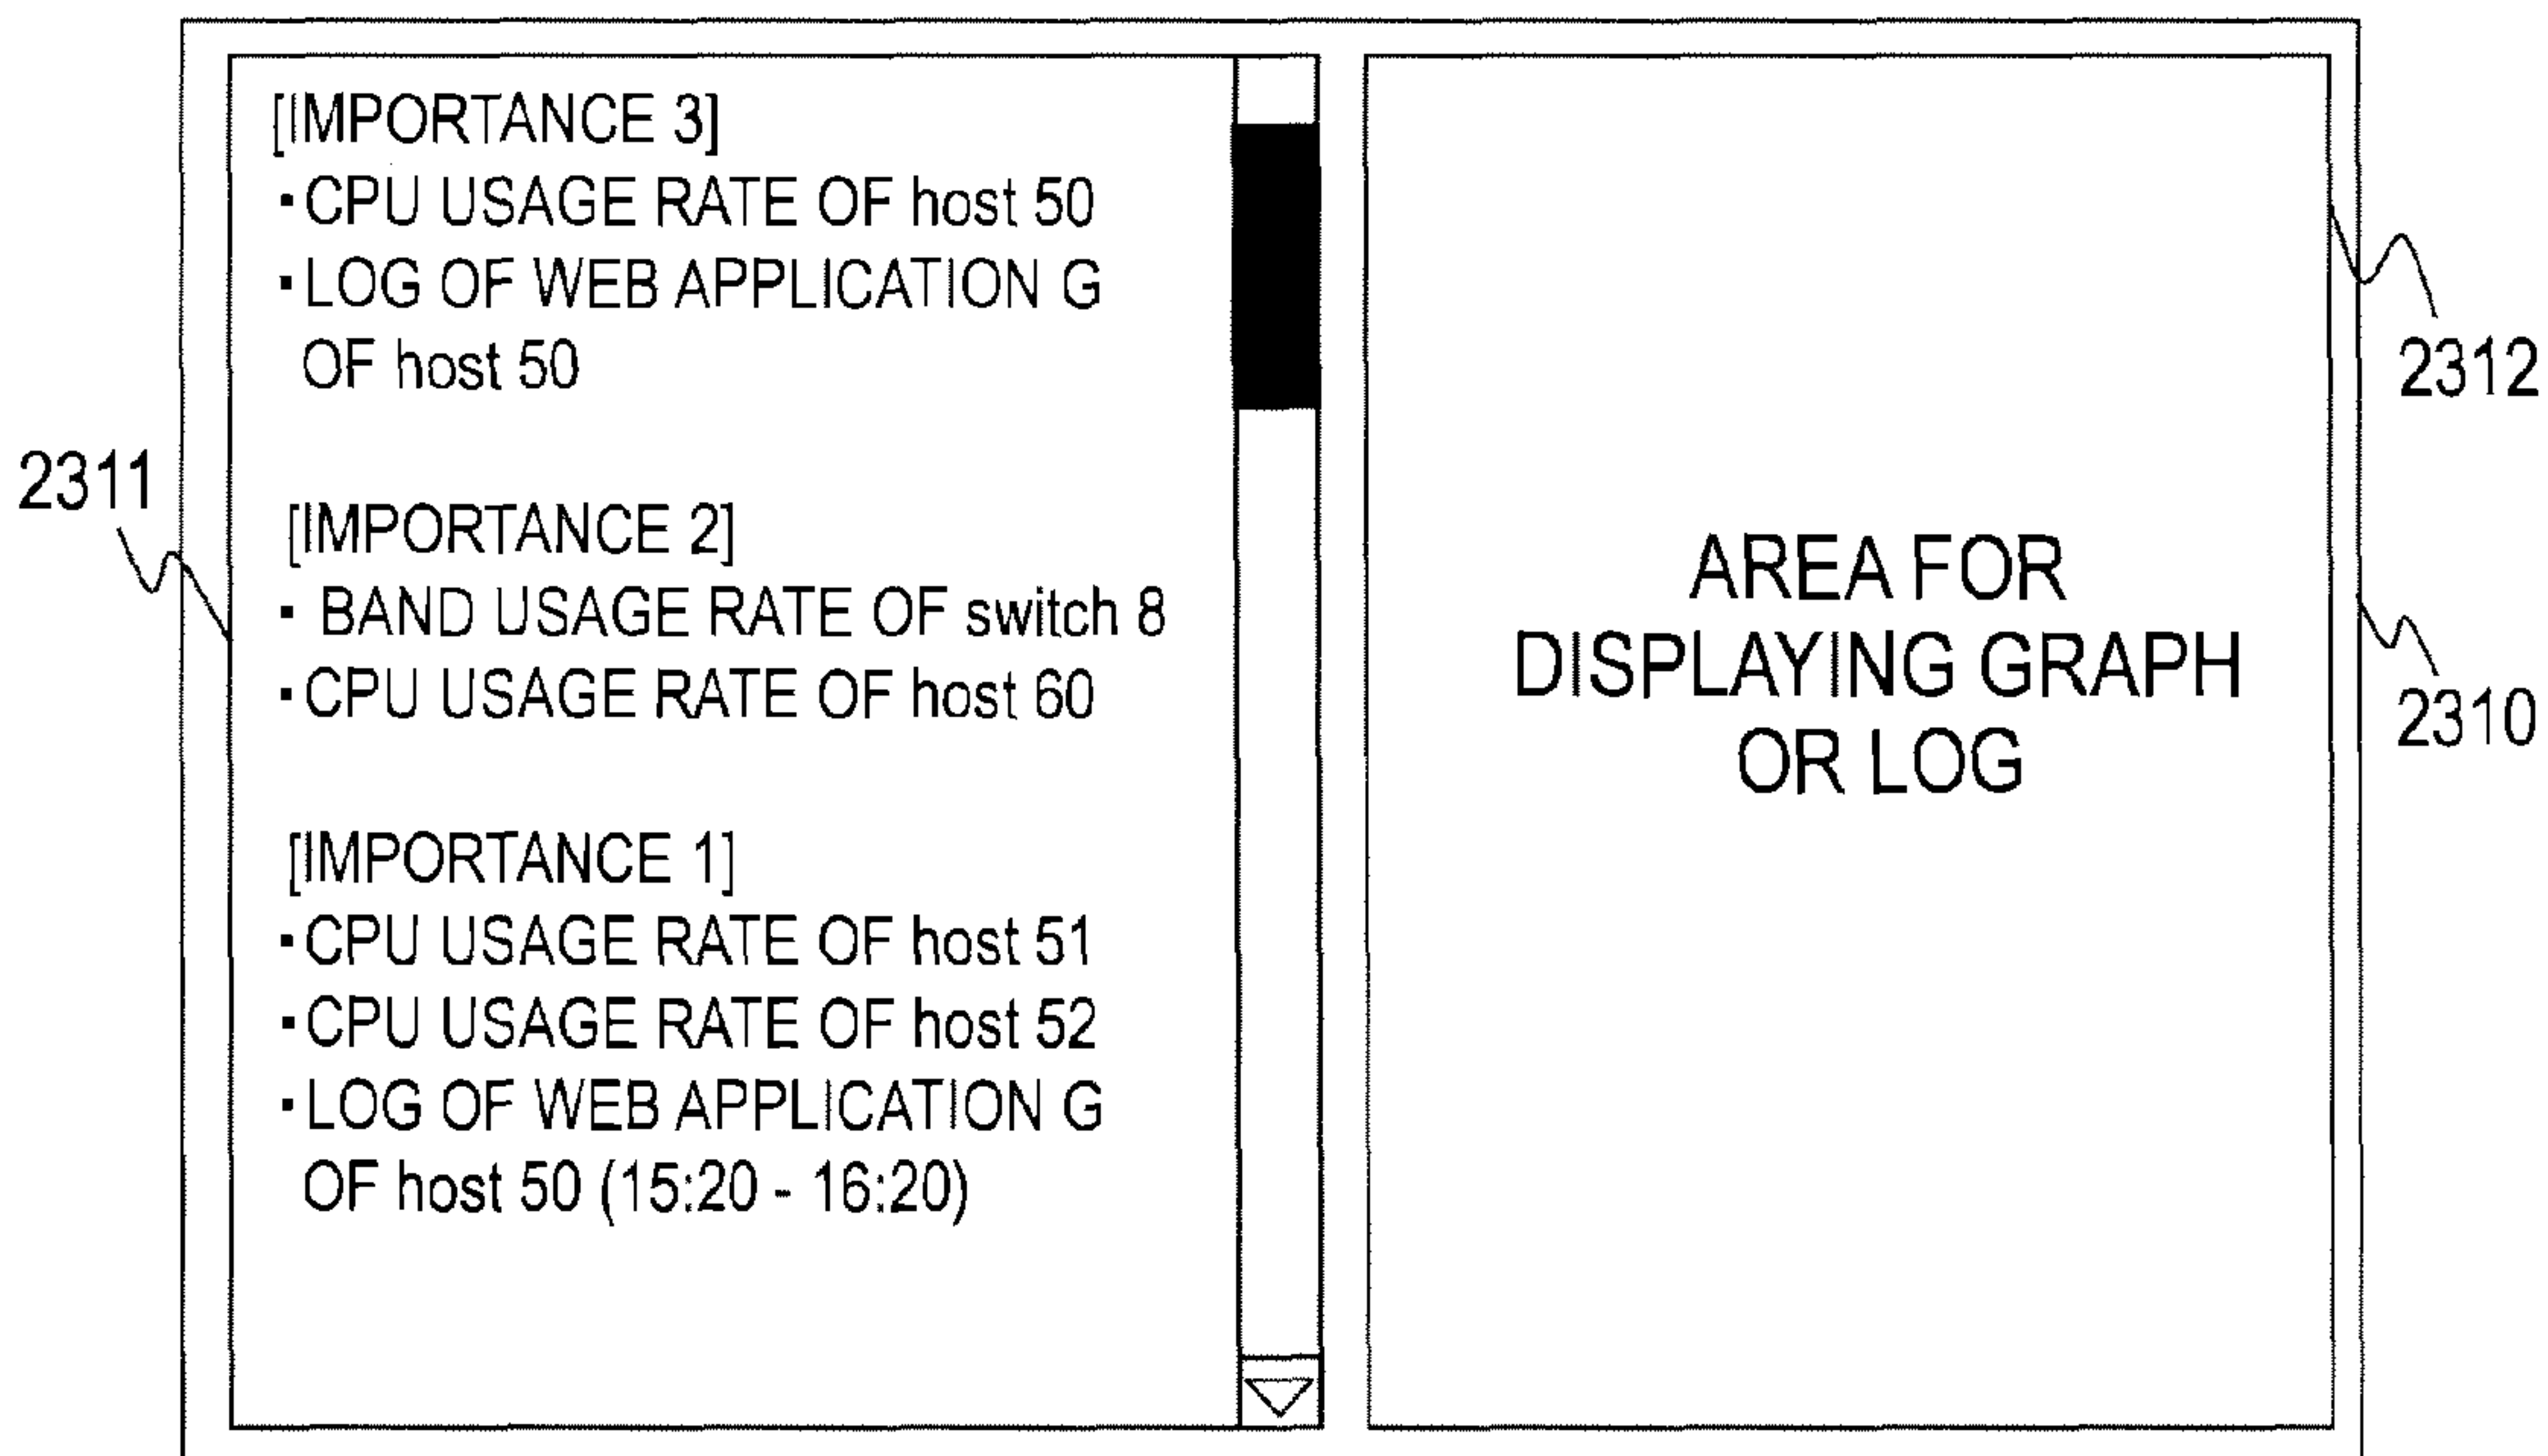 [IMPORTANCE 3]
・CPU USAGE RATE OF host 50
・LOG OF WEB APPLICATION G
OF host 50
[IMPORTANCE 2]
・ BAND USAGE RATE OF switch 8
・CPU USAGE RATE OF host 60
[IMPORTANCE 1]
・CPU USAGE RATE OF host 51
・CPU USAGE RATE OF host 52
・LOG OF WEB APPLICATION G
OF host 50 (15:20 - 16:20)
AREA FOR
DISPLAYING GRAPH
OR LOG
2311
2312
2310